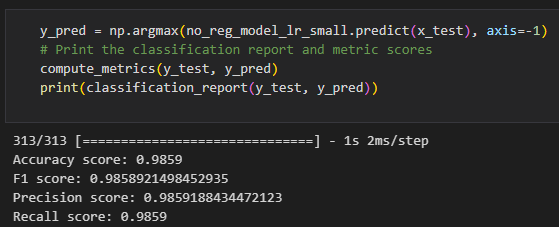 y_pred = np.argmax(no_reg_model_lr_small.predict(x_test), axis=-1)
# Print the classification report and metric scores
compute_metrics(y_test, y_pred)
print(classification_report(y_test, y_pred))
313/313 [==============================] - 1s 2ms/step
Accuracy score: 0.9859
F1 score: 0.9858921498452935
Precision score: 0.9859188434472123
Recall score: 0.9859